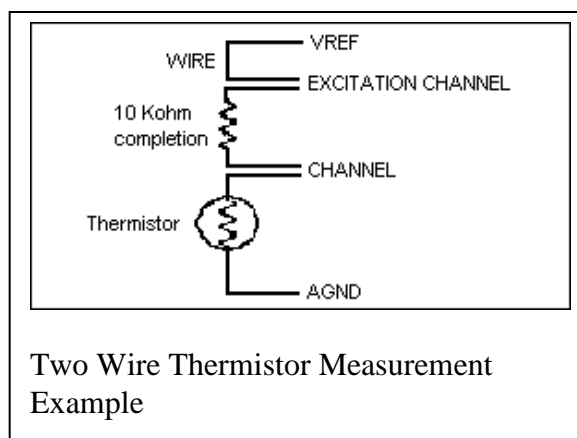 VREF
WIRE
EXCITATION CHANNEL
10 Kohm
completion
CHANNEL
Thermistor
AGND
Two Wire Thermistor Measurement
Example